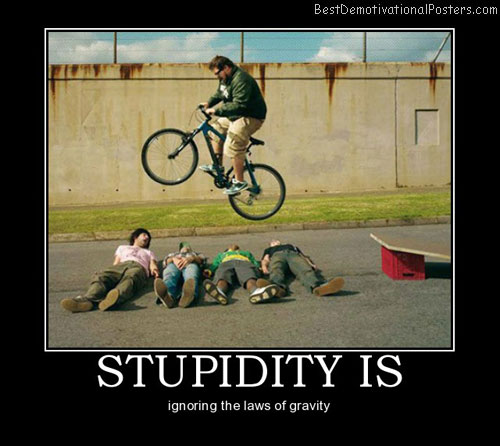 BestDemotivationalPosters.com
STUPIDITY IS
ignoring the laws of gravity